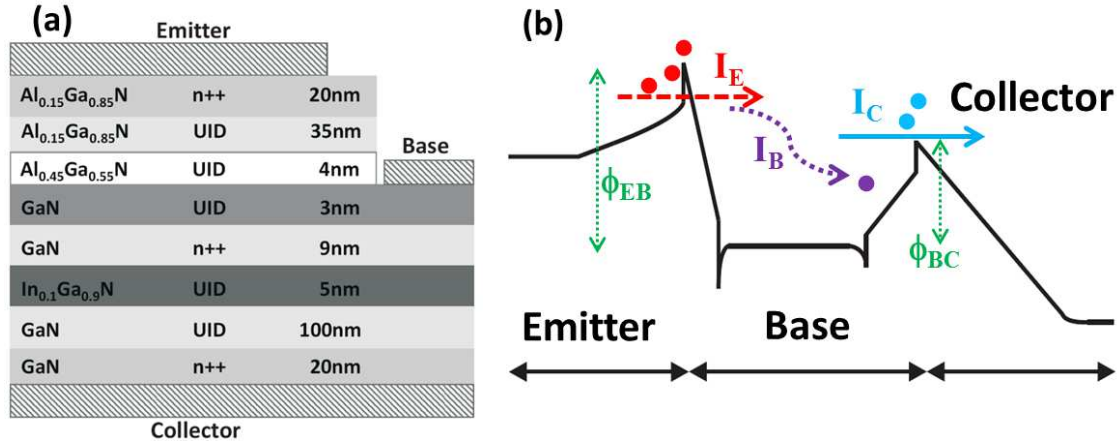 (a)
Emitter
Al0.15Ga0.85N n++ 20nm
Al0.15Ga0.85N UID 35nm
Base
Al0.45Ga0.55N UID 4nm
GaN UID 3nm
GaN n++ 9nm
In0.1Ga0.9N UID 5nm
GaN UID 100nm
GaN n++ 20nm
Collector
(b)
IE
IC
Collector
IB
ϕEB
ϕBC
Emitter
Base